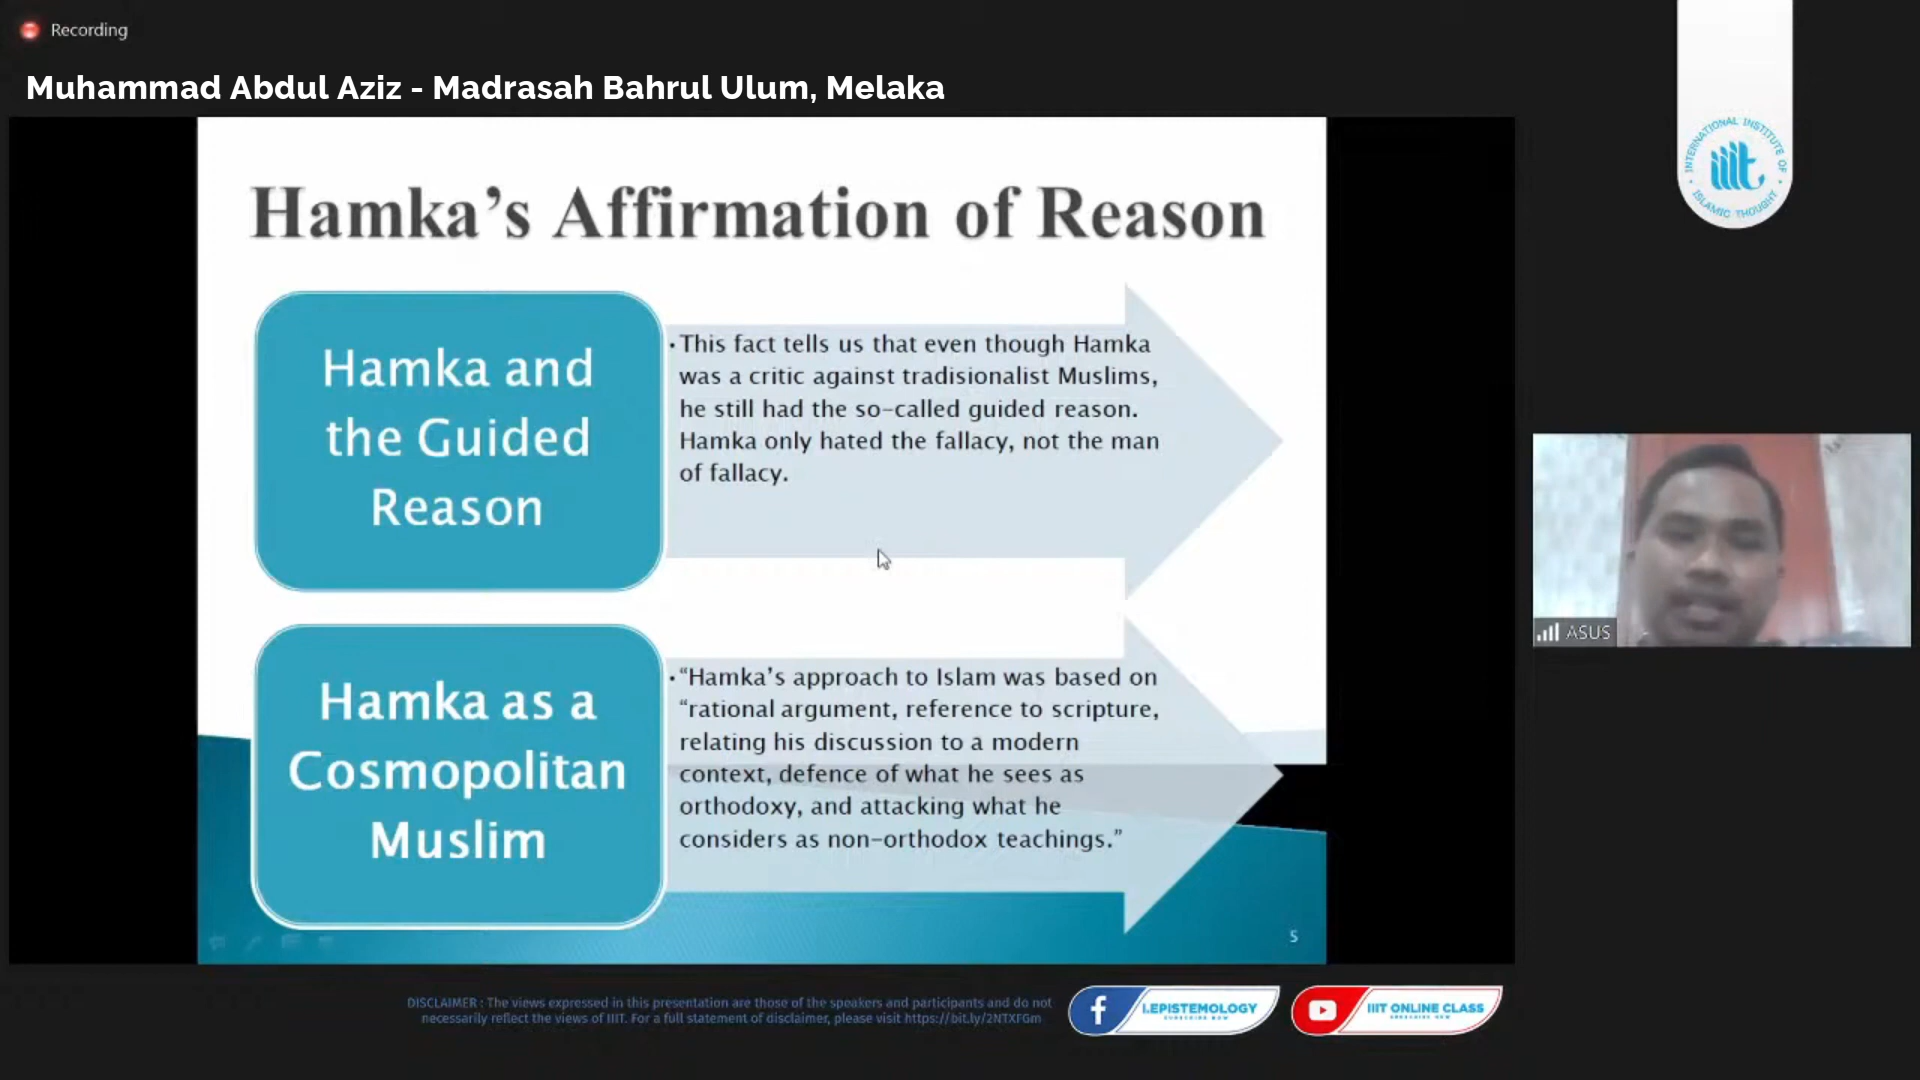 Recording
Muhammad Abdul Aziz - Madrasah Bahrul Ulum, Melaka
INTERNATIONAL INSTITUTE OF ISLAMIC THOUGHT
iiit
Hamka's Affirmation of Reason
Hamka and
the Guided
Reason
•This fact tells us that even though Hamka
was a critic against tradisionalist Muslims,
he still had the so-called guided reason.
Hamka only hated the fallacy, not the man
of fallacy.
Hamka as a
Cosmopolitan
Muslim
•“Hamka's approach to Islam was based on
“rational argument, reference to scripture,
relating his discussion to a modern
context, defence of what he sees as
orthodoxy, and attacking what he
considers as non-orthodox teachings.”
5
ASUS
DISCLAIMER : The views expressed in this presentation are those of the speakers and participants and do not
necessarily reflect the views of IIIT. For a full statement of disclaimer, please visit https://bit.ly/2NTXFGm
I.EPISTEMOLOGY
SUBSCRIBE NOW
IIIT ONLINE CLASS
SUBSCRIBE NOW